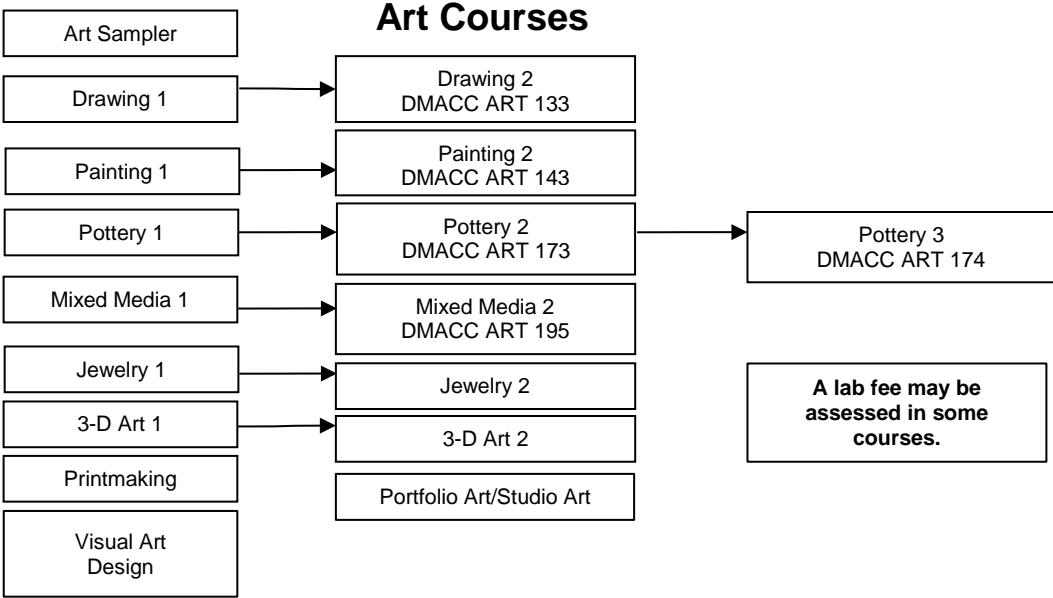 Art Courses
Art Sampler
Drawing 1
Drawing 2
DMACC ART 133
Painting 1
Painting 2
DMACC ART 143
Pottery 1
Pottery 2
DMACC ART 173
Pottery 3
DMACC ART 174
Mixed Media 1
Mixed Media 2
DMACC ART 195
Jewelry 1
Jewelry 2
A lab fee may be
assessed in some
courses.
3-D Art 1
3-D Art 2
Printmaking
Portfolio Art/Studio Art
Visual Art
Design